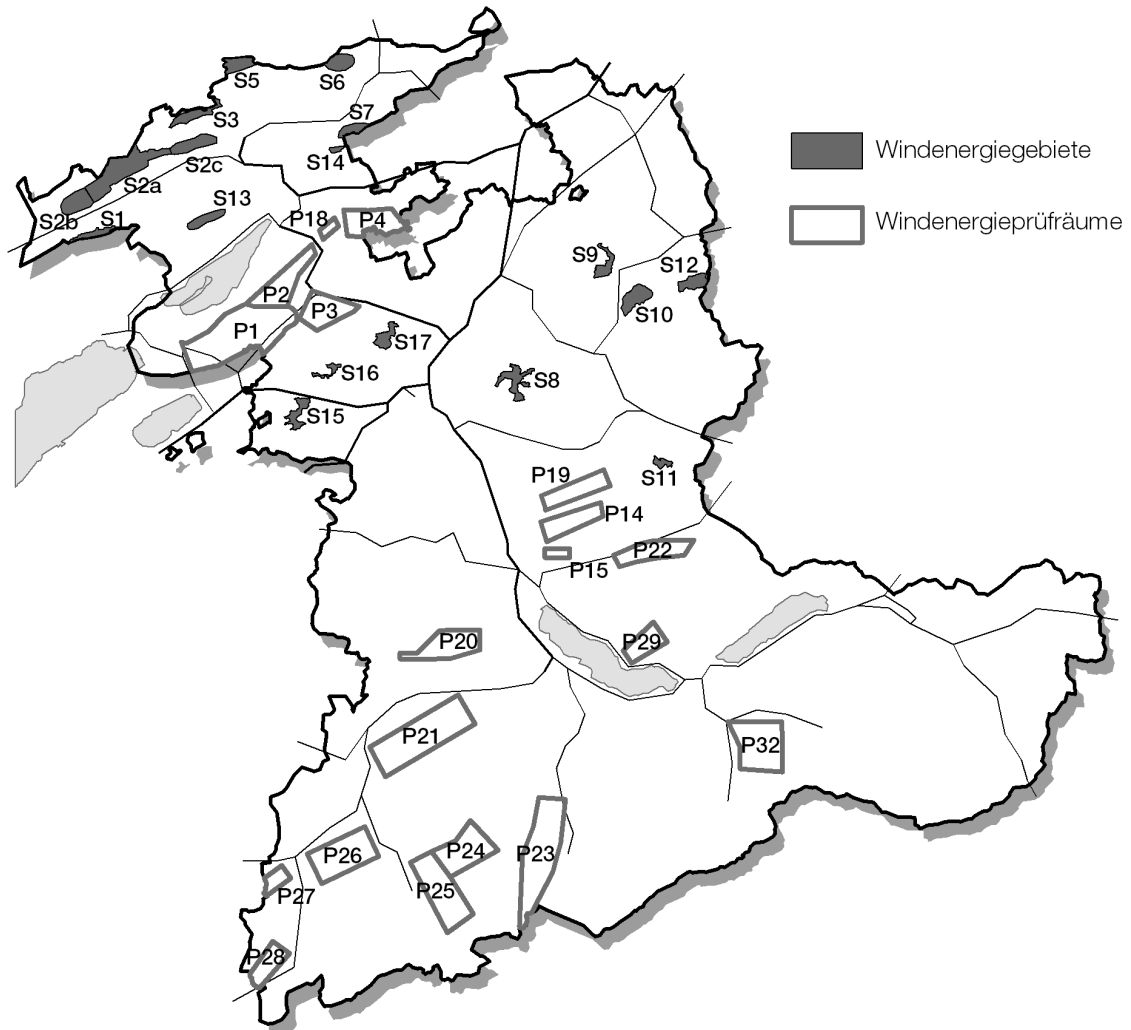 S5
S6
S3
S7
Windenergiegebiete
S2c
S14
S2a
S13
S2b
S1
P18
P4
Windenergieprüfräume
S9
S12
P2
P3
S10
P1
S17
S16
S8
S15
P19
S11
P14
P22
P15
P20
P29
P21
P32
P26
P24
P23
P25
P27
P28